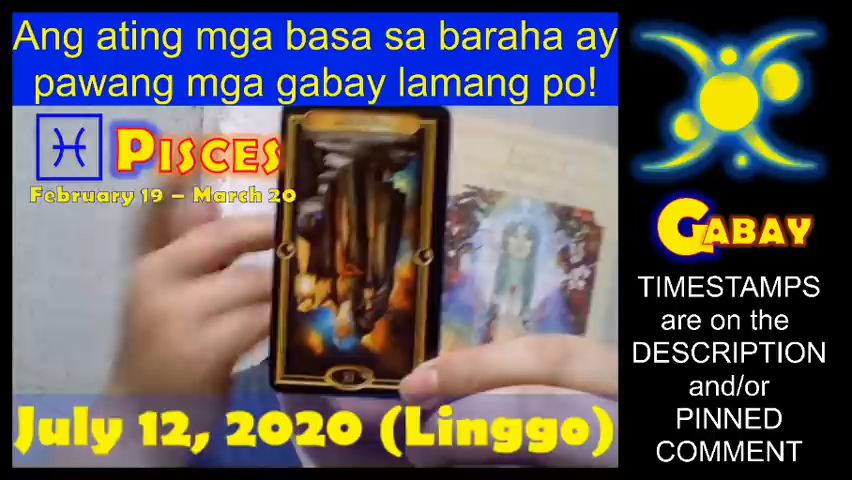 Ang ating mga basa sa baraha ay
pawang mga gabay lamang po!
♓ PISCES
February 19 – March 20
July 12, 2020 (Linggo)
GABAY
TIMESTAMPS
are on the
DESCRIPTION
and/or
PINNED
COMMENT